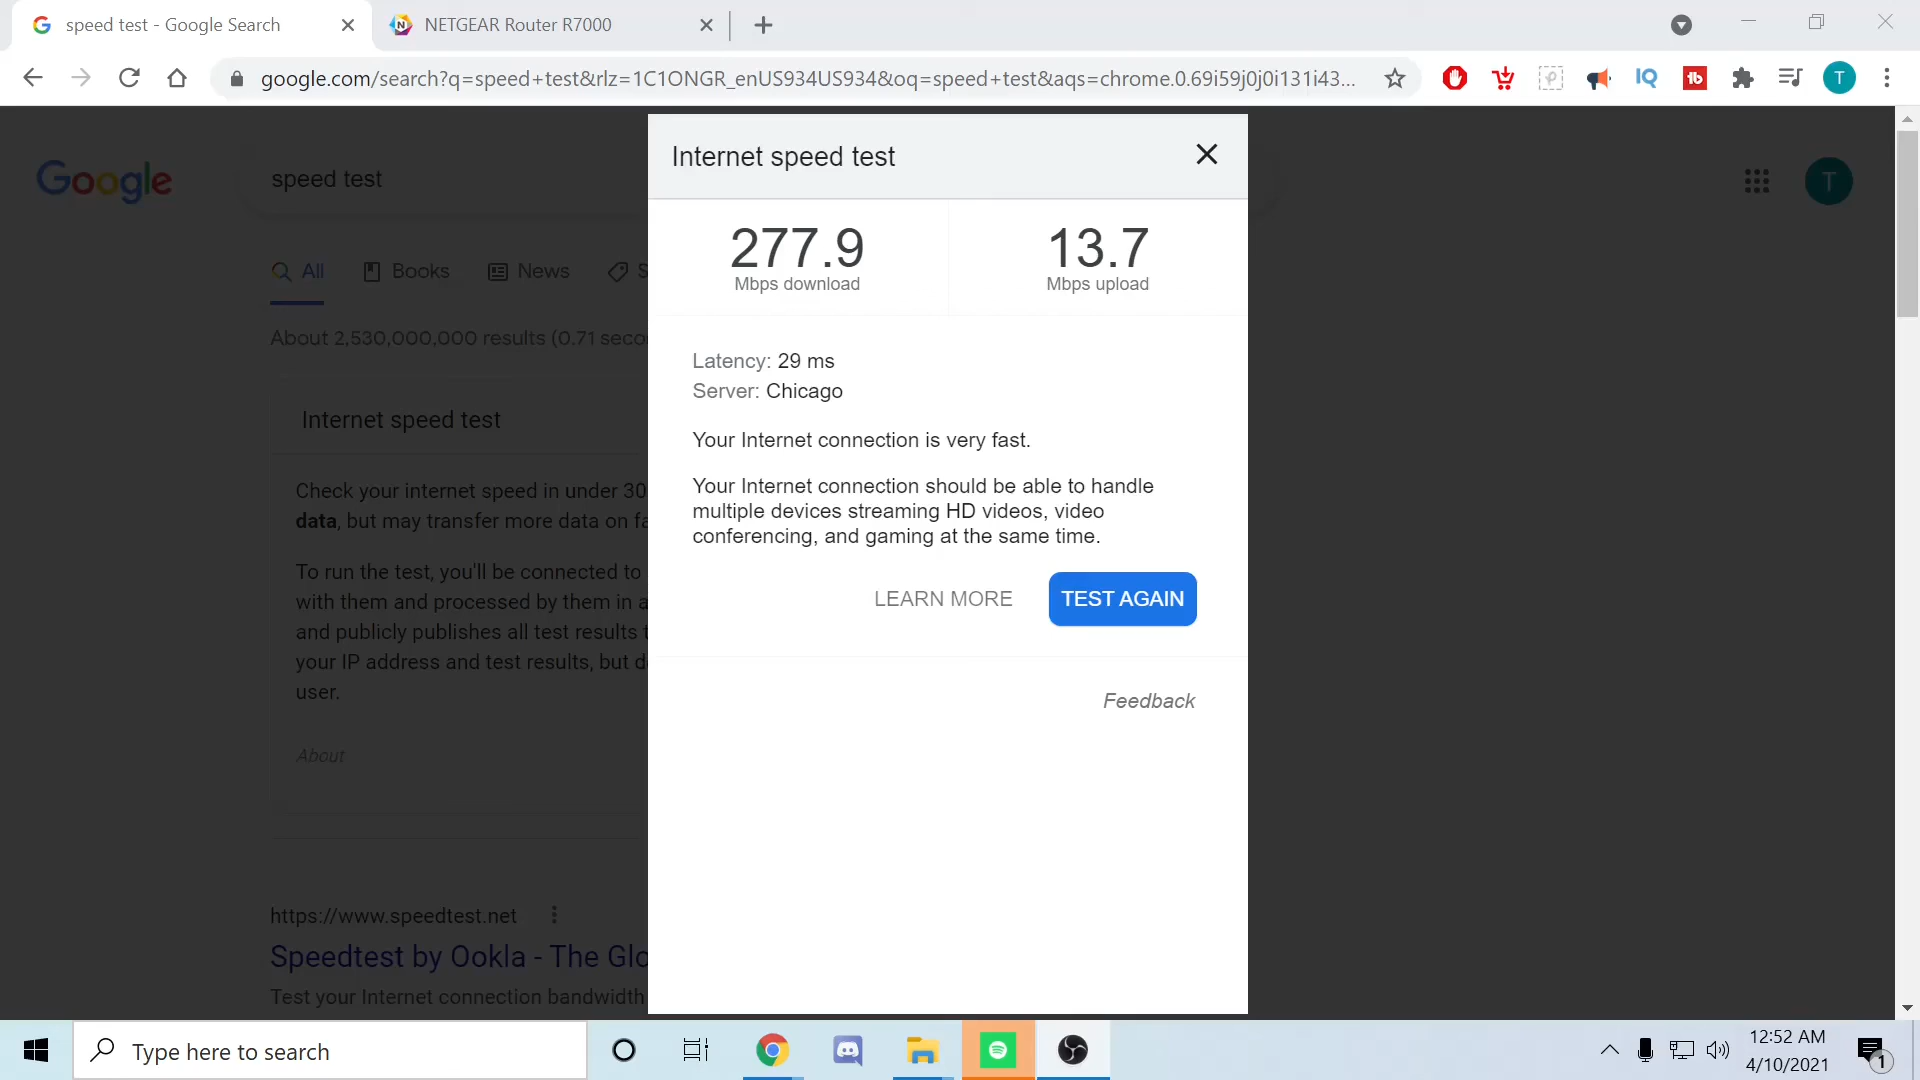 speed test - Google Search
NETGEAR Router R7000
google.com/search?q=speed+test&rlz=1C1ONGR_enUS934US934&oq=speed+test&aqs=chrome.0.69i59j0j0i131i43...
IQ
tb
T
Google
speed test
T
All
Books
News
S
About 2,530,000,000 results (0.71 seco
Internet speed test
Check your internet speed in under 30
data, but may transfer more data on fa
To run the test, you'll be connected to
with them and processed by them in a
and publicly publishes all test results t
your IP address and test results, but d
user.
About
https://www.speedtest.net
Speedtest by Ookla - The Glo
Test your Internet connection bandwidth
Internet speed test
277.9
Mbps download
13.7
Mbps upload
Latency: 29 ms
Server: Chicago
Your Internet connection is very fast.
Your Internet connection should be able to handle
multiple devices streaming HD videos, video
conferencing, and gaming at the same time.
LEARN MORE
TEST AGAIN
Feedback
Type here to search
12:52 AM
4/10/2021
1